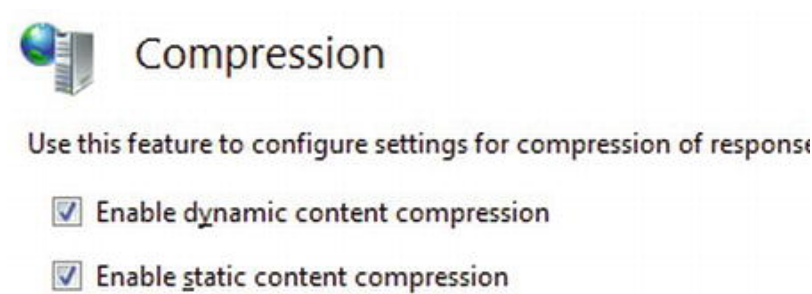 Compression
Use this feature to configure settings for compression of response
Enable dynamic content compression
Enable static content compression